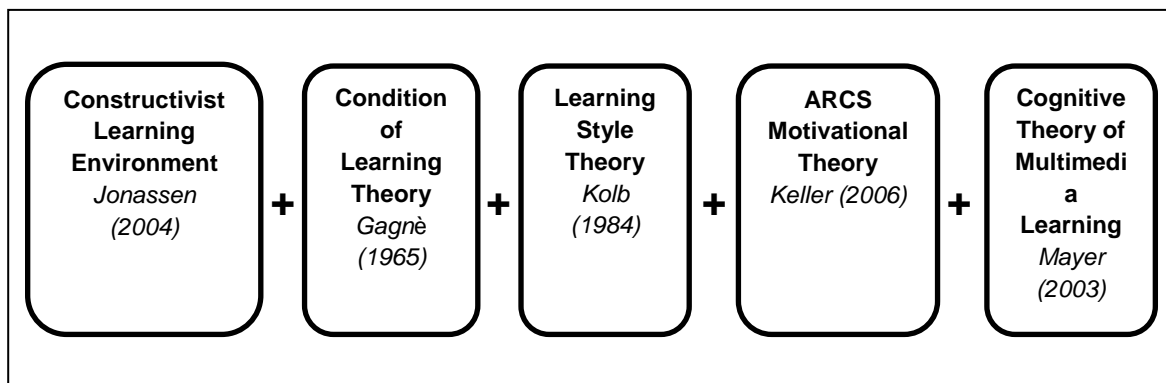 Constructivist
Learning
Environment
Jonassen
(2004)
+
Condition
of
Learning
Theory
Gagnè
(1965)
+
Learning
Style
Theory
Kolb
(1984)
+
ARCS
Motivational
Theory
Keller (2006)
+
Cognitive
Theory of
Multimedi
a
Learning
Mayer
(2003)